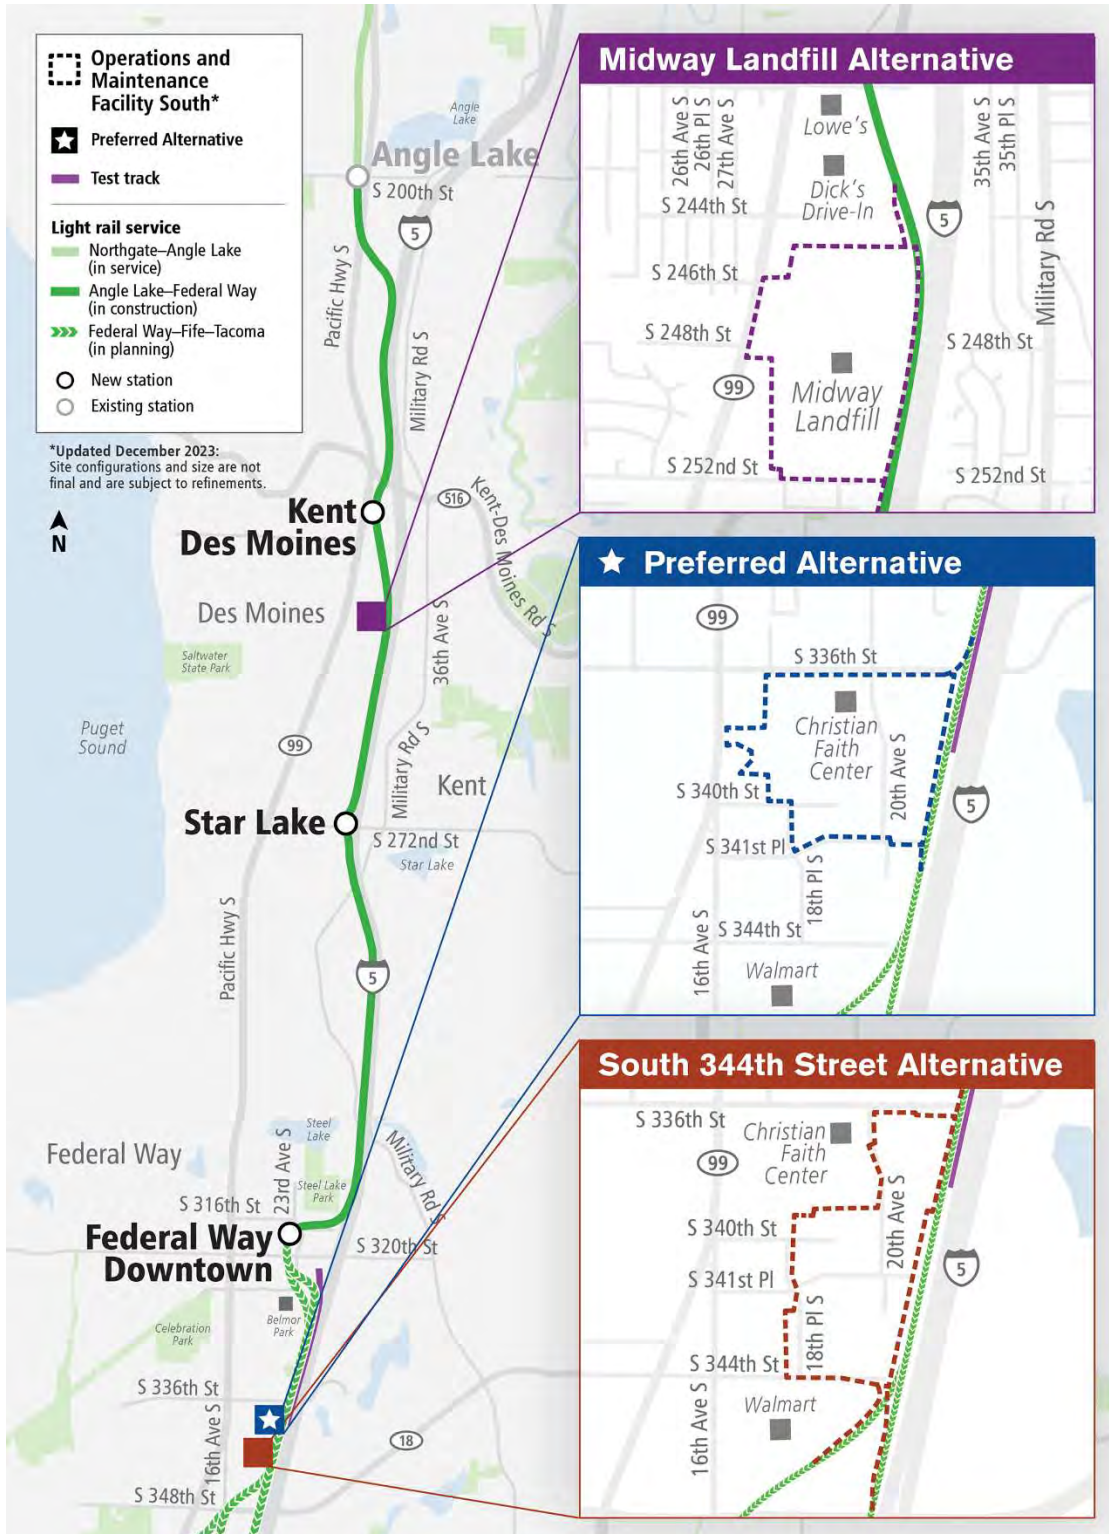 Operations and
Maintenance
Facility South*
Preferred Alternative
Test track
Light rail service
Northgate–Angle Lake
(in service)
Angle Lake–Federal Way
(in construction)
Federal Way–Fife–Tacoma
(in planning)
New station
Existing station
*Updated December 2023:
Site configurations and size are not
final and are subject to refinements.
N
Angle
Lake
Angle Lake
S 200th St
5
Pacific Hwy S
Military Rd S
516
Kent-Des Moines Rd S
Kent
Des Moines
Des Moines
36th Ave S
Saltwater
State Park
Puget
Sound
99
Military Rd S
Kent
Star Lake
S 272nd St
Star Lake
Pacific Hwy S
5
Steel
Lake
23rd Ave S
Military Rd S
Federal Way
Steel Lake
Park
S 316th St
Federal Way
Downtown
S 320th St
Belmor
Park
Celebration
Park
S 336th St
16th Ave S
18
S 348th St
Midway Landfill Alternative
26th Ave S
26th Pl S
27th Ave S
Lowe's
35th Ave S
35th Pl S
Dick's
Drive-In
S 244th St
5
Military Rd S
S 246th St
S 248th St
S 248th St
99
Midway
Landfill
S 252nd St
S 252nd St
Preferred Alternative
99
S 336th St
Christian
Faith
Center
20th Ave S
S 340th St
5
S 341st Pl
18th Pl S
16th Ave S
S 344th St
Walmart
South 344th Street Alternative
S 336th St
Christian
Faith
Center
99
20th Ave S
S 340th St
5
S 341st Pl
18th Pl S
S 344th St
16th Ave S
Walmart